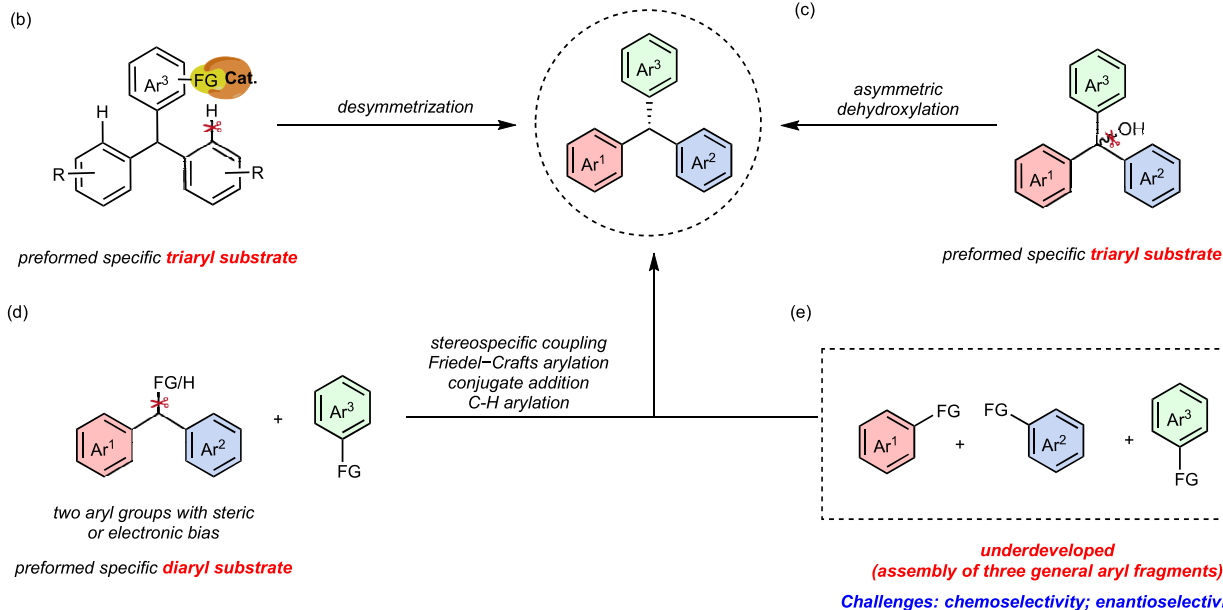 (b)
Ar3
FG
Cat.
H
H
R
R
preformed specific triaryl substrate
desymmetrization
Ar3
Ar1
Ar2
(c)
asymmetric
dehydroxylation
Ar3
OH
Ar1
Ar2
preformed specific triaryl substrate
(d)
FG/H
Ar1
Ar2
+
Ar3
FG
two aryl groups with steric
or electronic bias
preformed specific diaryl substrate
stereospecific coupling
Friedel−Crafts arylation
conjugate addition
C-H arylation
(e)
FG
Ar1
+
FG
Ar2
+
Ar3
FG
underdeveloped
(assembly of three general aryl fragments)
Challenges: chemoselectivity;